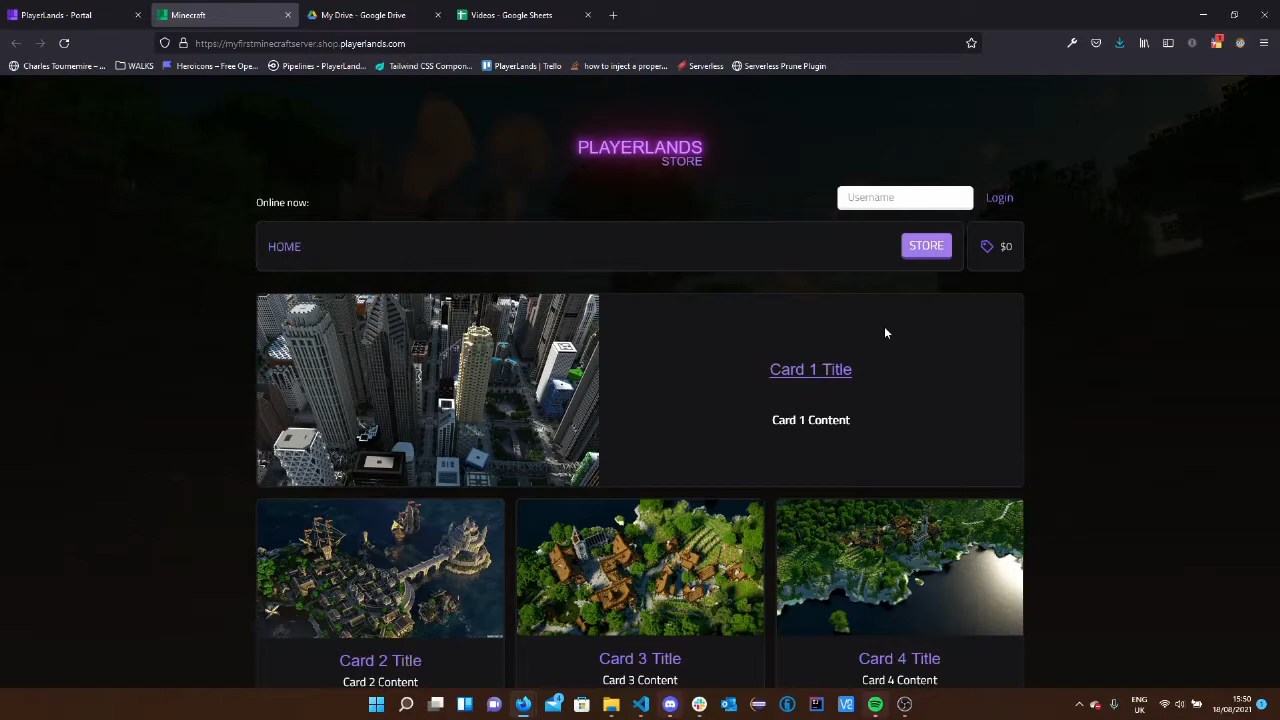 PlayerLands - Portal
Minecraft
My Drive - Google Drive
Videos - Google Sheets
https://myfirstminecraftserver.shop.playerlands.com
Charles Tournemire – ...
WALKS
Heroicons – Free Ope...
Pipelines - PlayerLand...
Tailwind CSS Compon...
PlayerLands | Trello
how to inject a proper...
Serverless
Serverless Prune Plugin
PLAYERLANDS
STORE
Online now:
Username
Login
HOME
STORE
$0
Card 1 Title
Card 1 Content
Card 2 Title
Card 3 Title
Card 4 Title
Card 2 Content
Card 3 Content
Card 4 Content
ENG
UK
15:50
18/08/2021